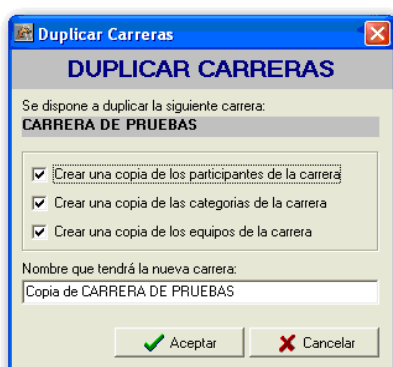 Duplicar Carreras
DUPLICAR CARRERAS
Se dispone a duplicar la siguiente carrera:
CARRERA DE PRUEBAS
Crear una copia de los participantes de la carrera
Crear una copia de las categorias de la carrera
Crear una copia de los equipos de la carrera
Nombre que tendrá la nueva carrera:
Copia de CARRERA DE PRUEBAS
Aceptar Cancelar